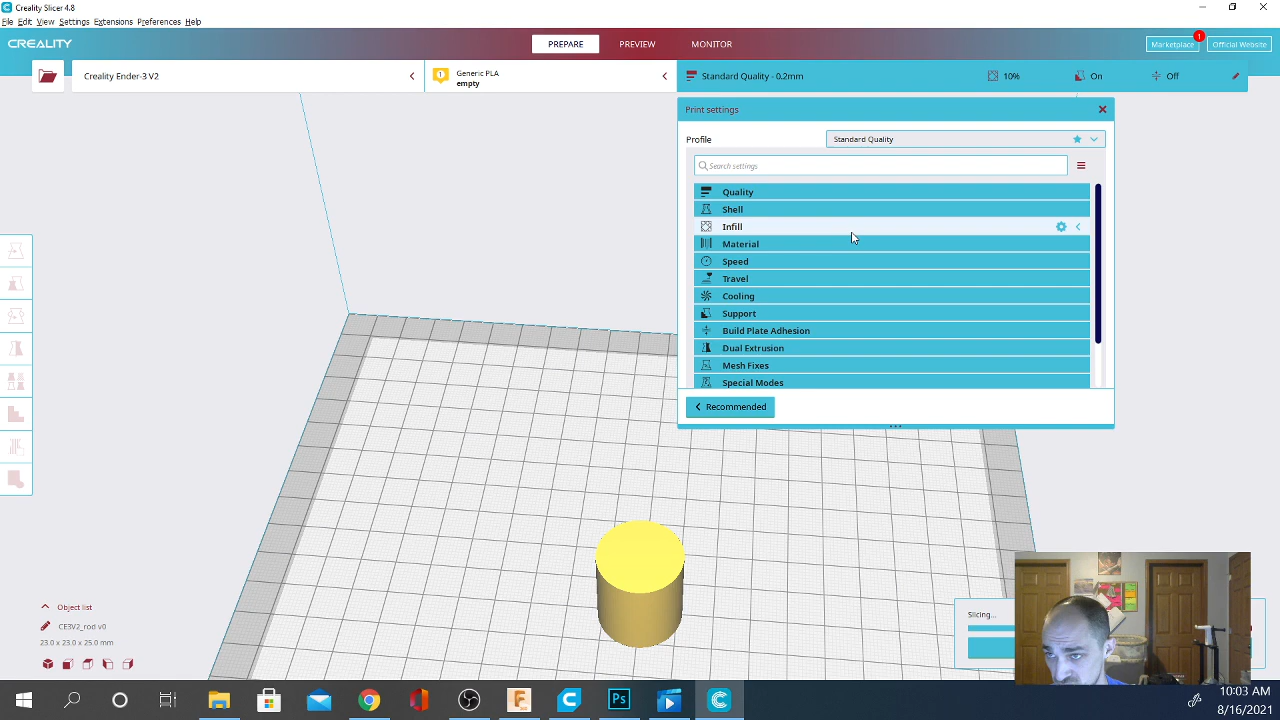 Creality Slicer 4.8
File Edit View Settings Extensions Preferences Help
CREALITY
PREPARE
PREVIEW
MONITOR
Marketplace
1
Official Website
Creality Ender-3 V2
1
Generic PLA
empty
Standard Quality - 0.2mm
10%
On
Off
Print settings
Profile
Standard Quality
Search settings
Quality
Shell
Infill
Material
Speed
Travel
Cooling
Support
Build Plate Adhesion
Dual Extrusion
Mesh Fixes
Special Modes
Recommended
Object list
CE3V2_rod v0
23.0 x 23.0 x 25.0 mm
Slicing...
Ps
:03 AM
8/16/2021